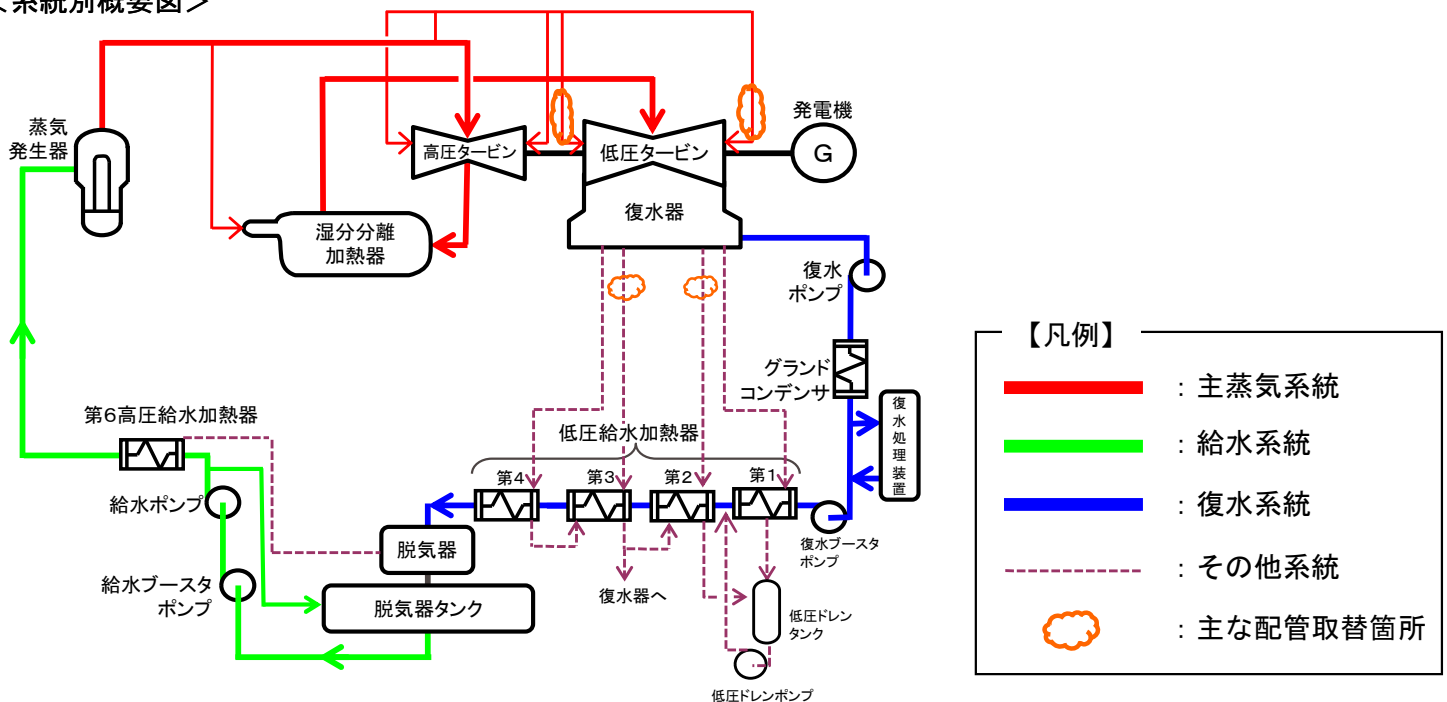 ＜系統別概要図＞
蒸気
発生器
高圧タービン
低圧タービン
発電機
G
湿分分離
加熱器
復水器
復水
ポンプ
グランド
コンデンサ
復水処理装置
第6高圧給水加熱器
低圧給水加熱器
第4
第3
第2
第1
給水ポンプ
脱気器
復水ブースタ
ポンプ
給水ブースタ
ポンプ
脱気器タンク
復水器へ
低圧ドレン
タンク
低圧ドレンポンプ
【凡例】
：主蒸気系統
：給水系統
：復水系統
：その他系統
：主な配管取替箇所